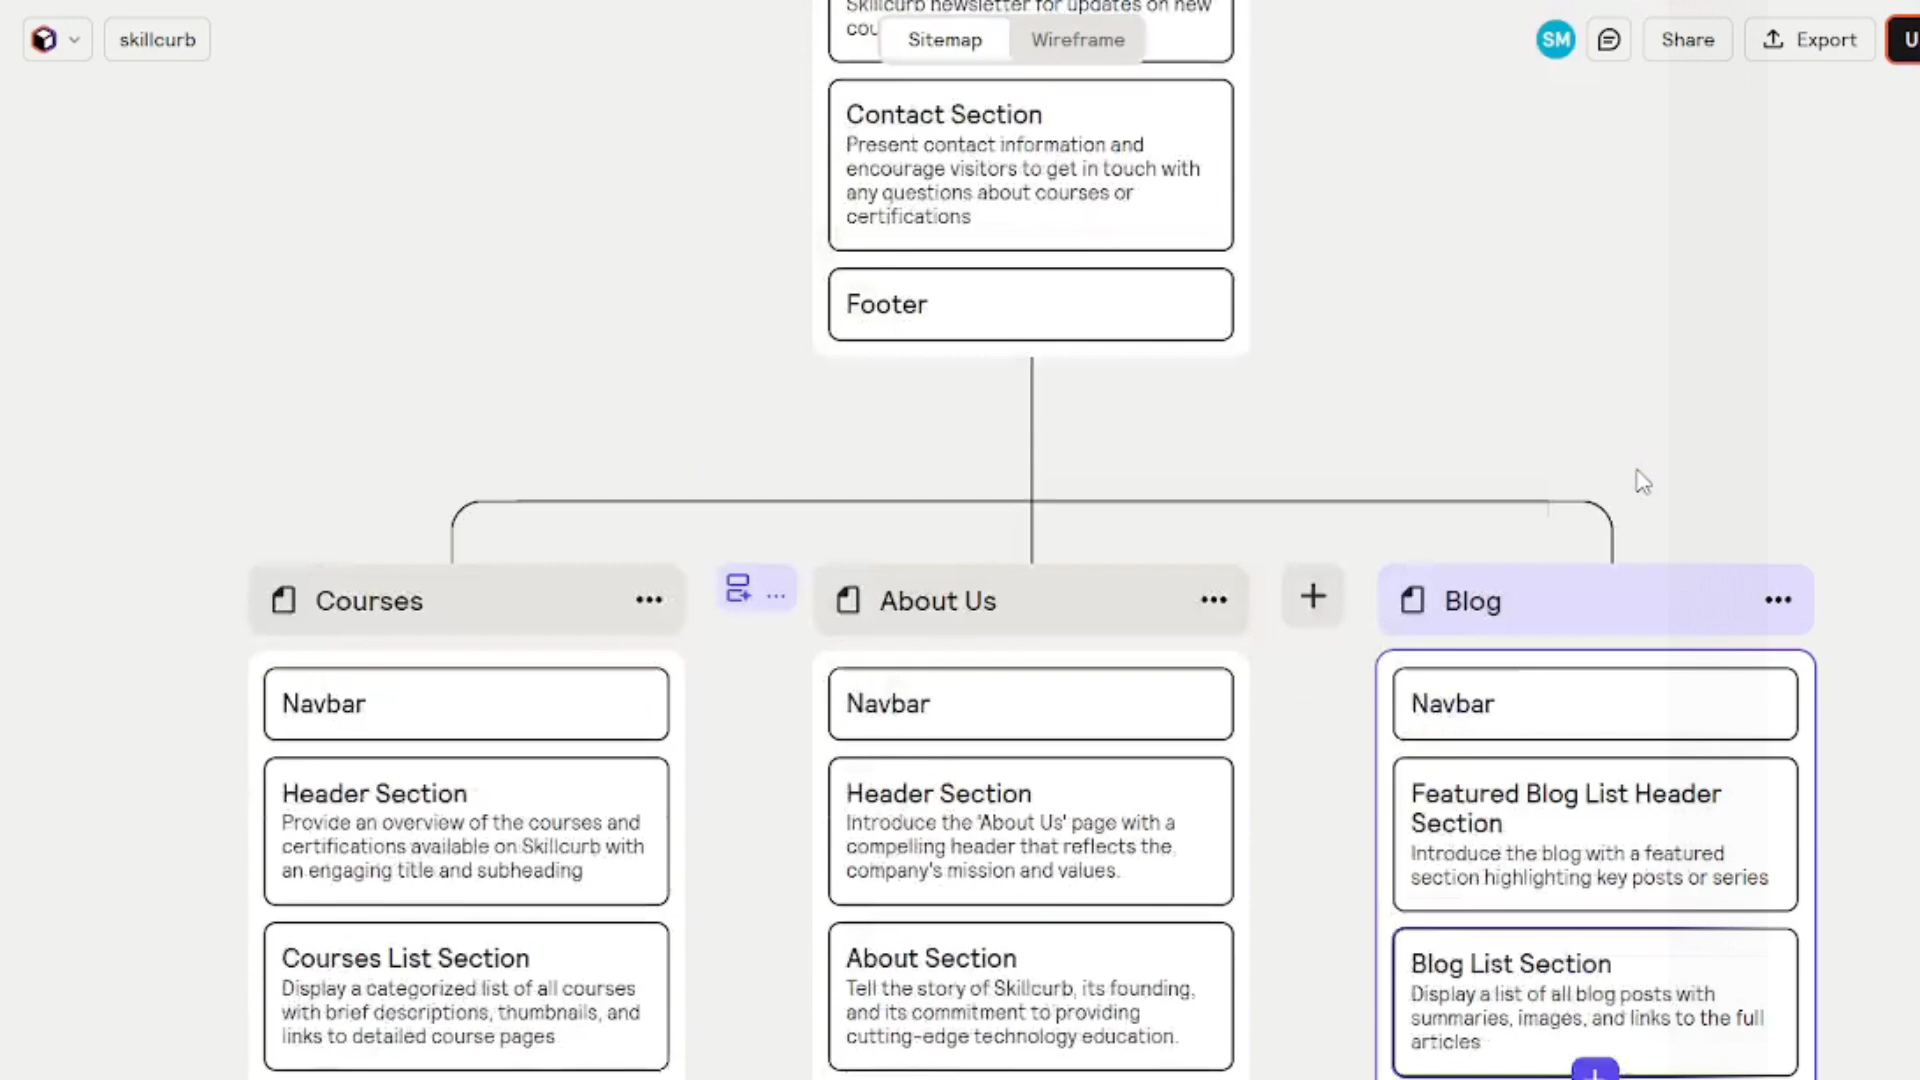 skillcurb
Skillcurb newsletter for updates on new
cou
Sitemap
Wireframe
SM
Share
Export
U
Contact Section
Present contact information and
encourage visitors to get in touch with
any questions about courses or
certifications
Footer
Courses
•••
...
About Us
•••
+
Blog
•••
Navbar
Header Section
Provide an overview of the courses and
certifications available on Skillcurb with
an engaging title and subheading
Courses List Section
Display a categorized list of all courses
with brief descriptions, thumbnails, and
links to detailed course pages
Navbar
Header Section
Introduce the 'About Us' page with a
compelling header that reflects the
company's mission and values.
About Section
Tell the story of Skillcurb, its founding,
and its commitment to providing
cutting-edge technology education.
Navbar
Featured Blog List Header
Section
Introduce the blog with a featured
section highlighting key posts or series
Blog List Section
Display a list of all blog posts with
summaries, images, and links to the full
articles